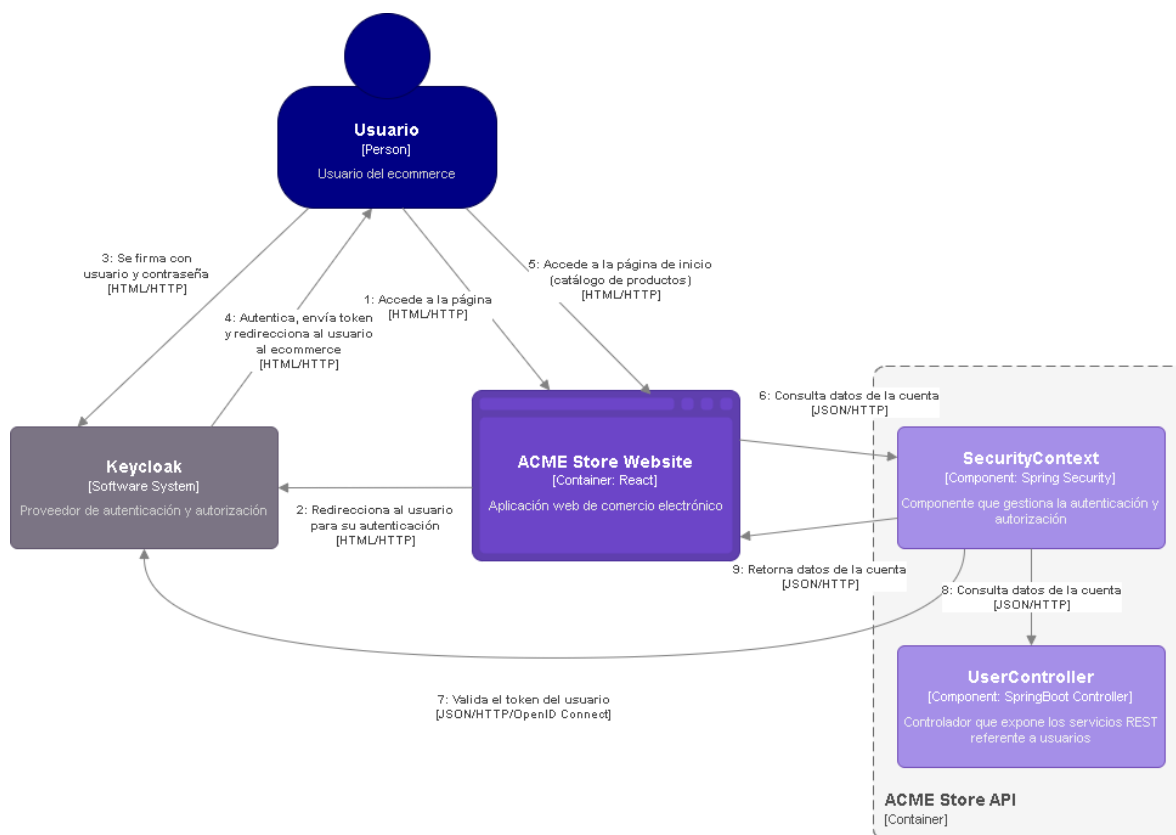 Usuario
[Person]
Usuario del ecommerce
3: Se firma con
usuario y contraseña
[HTML/HTTP]
4: Autentica, envía token
y redirecciona al usuario
al ecommerce
[HTML/HTTP]
1: Accede a la página
[HTML/HTTP]
5: Accede a la página de inicio
(catálogo de productos)
[HTML/HTTP]
Keycloak
[Software System]
Proveedor de autenticación y autorización
2: Redirecciona al usuario
para su autenticación
[HTML/HTTP]
ACME Store Website
[Container: React]
Aplicación web de comercio electrónico
6: Consulta datos de la cuenta
[JSON/HTTP]
SecurityContext
[Component: Spring Security]
Componente que gestiona la autenticación y
autorización
9: Retorna datos de la cuenta
[JSON/HTTP]
8: Consulta datos de la cuenta
[JSON/HTTP]
7: Valida el token del usuario
[JSON/HTTP/OpenID Connect]
UserController
[Component: SpringBoot Controller]
Controlador que expone los servicios REST
referente a usuarios
ACME Store API
[Container]